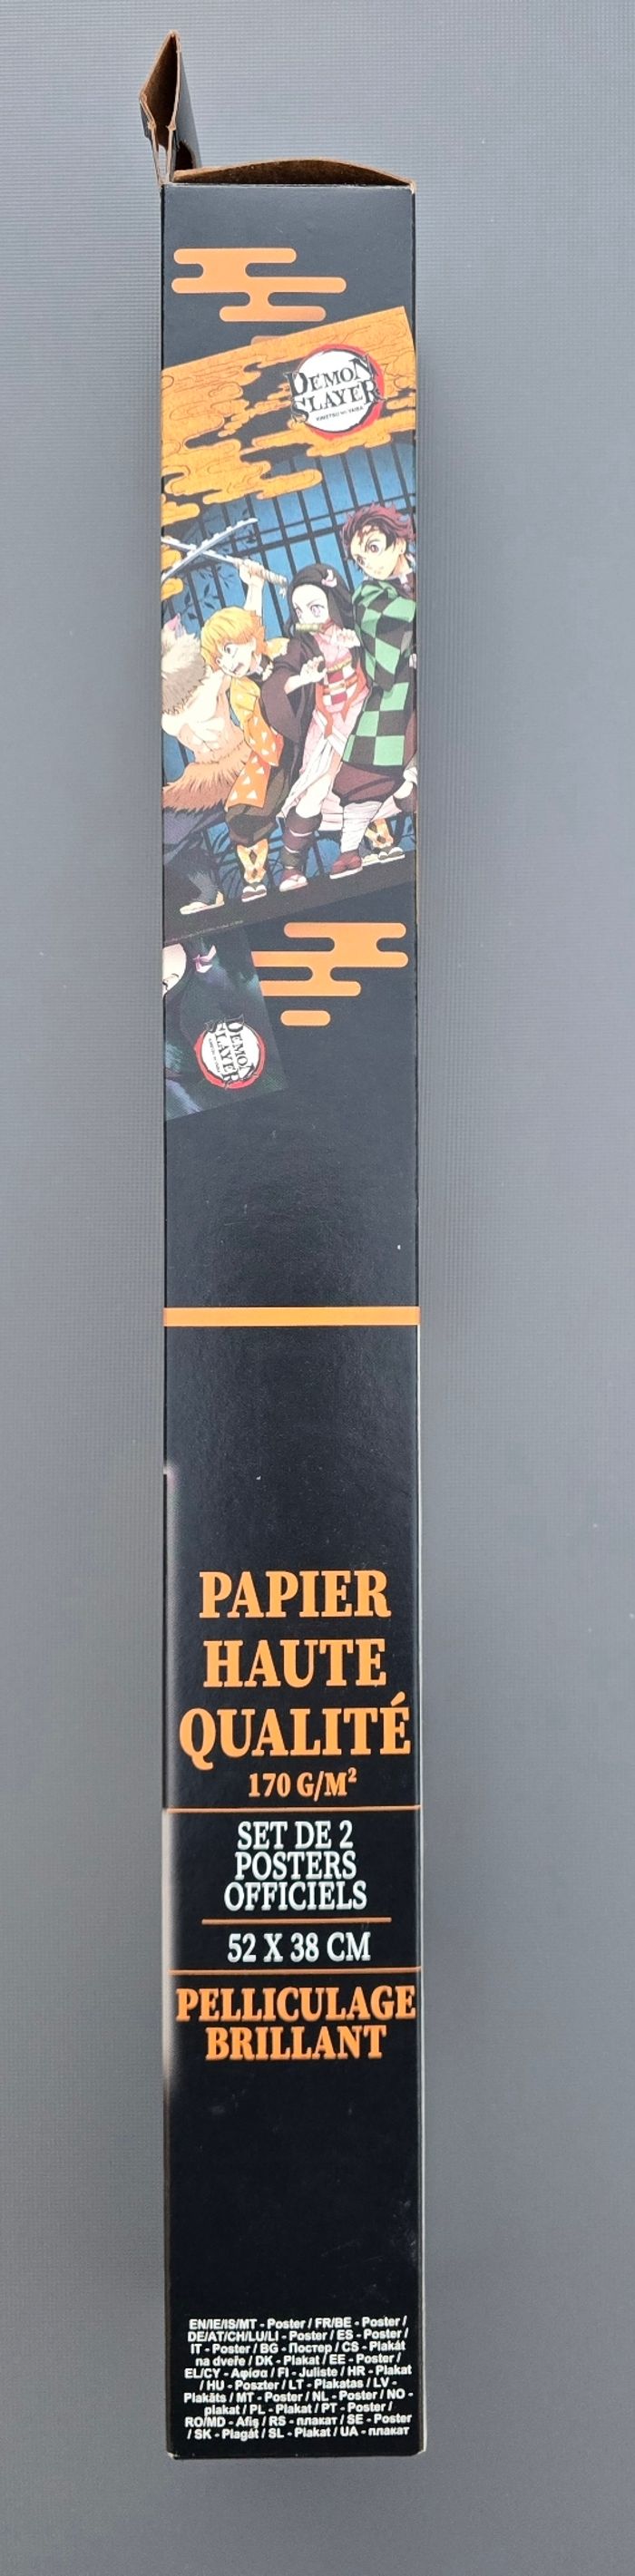 DEMON
SLAYER
KIMETSU NO YAIBA
DEMON
SLAYER
PAPIER
HAUTE
QUALITÉ
170 G/M²
SET DE 2
POSTERS
OFFICIELS
52 X 38 CM
PELLICULAGE
BRILLANT
EN/IE/IS/MT - Poster / FR/BE - Poster /
DE/AT/CH/LU/LI - Poster / ES - Poster /
IT - Poster / BG - Постер / CS - Plakát
na dveře / DK - Plakat / EE - Poster /
EL/CY - Αφίσα / FI - Juliste / HR - Plakat
/ HU - Poszter / LT - Plakatas / LV -
Plakāts / MT - Poster / NL - Poster / NO -
plakat / PL - Plakat / PT - Poster /
RO/MD - Afiş / RS - плакат / SE - Poster
/ SK - Plagát / SL - Plakat / UA - плакат